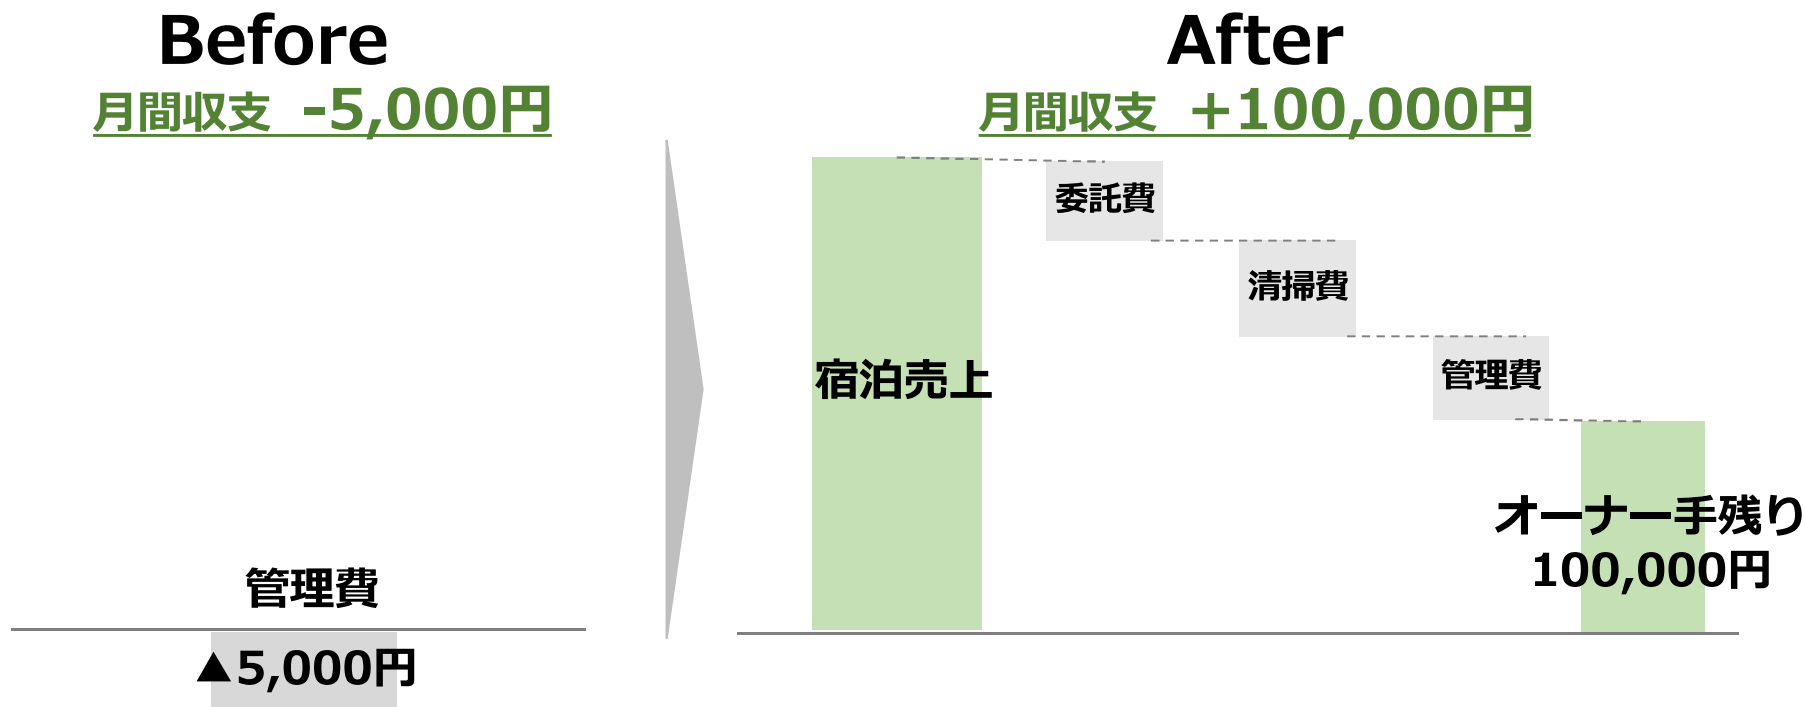 Before
月間収支 -5,000円
管理費
▲5,000円
After
月間収支 +100,000円
委託費
清掃費
管理費
宿泊売上
オーナー手残り
100,000円